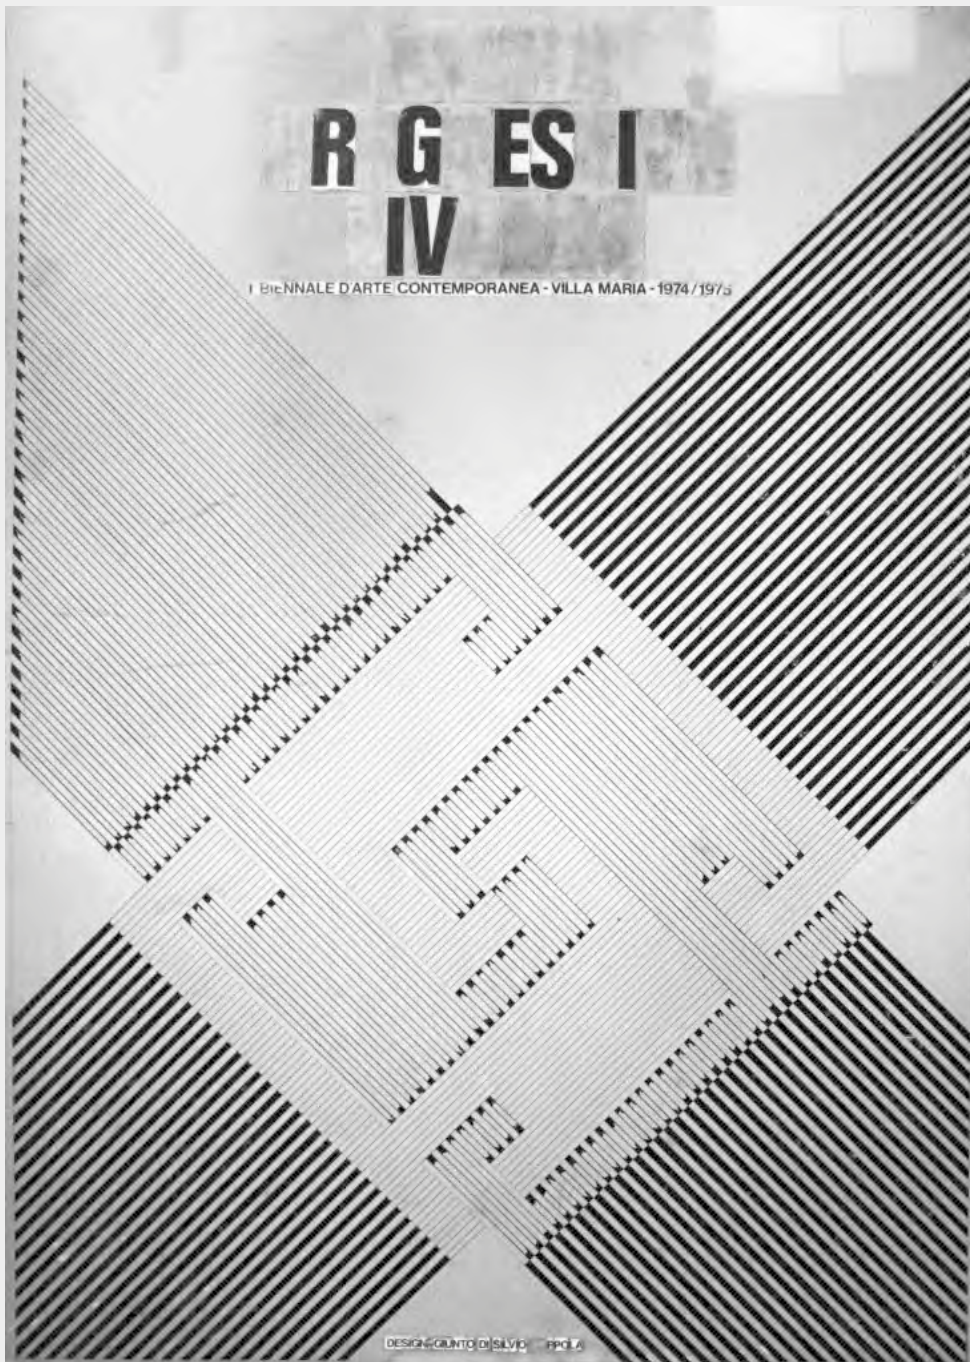 R G ES I
IV
BIENNALE D'ARTE CONTEMPORANEA - VILLA MARIA - 1974/1975
DESIGN GIUNTO DI SILVIO